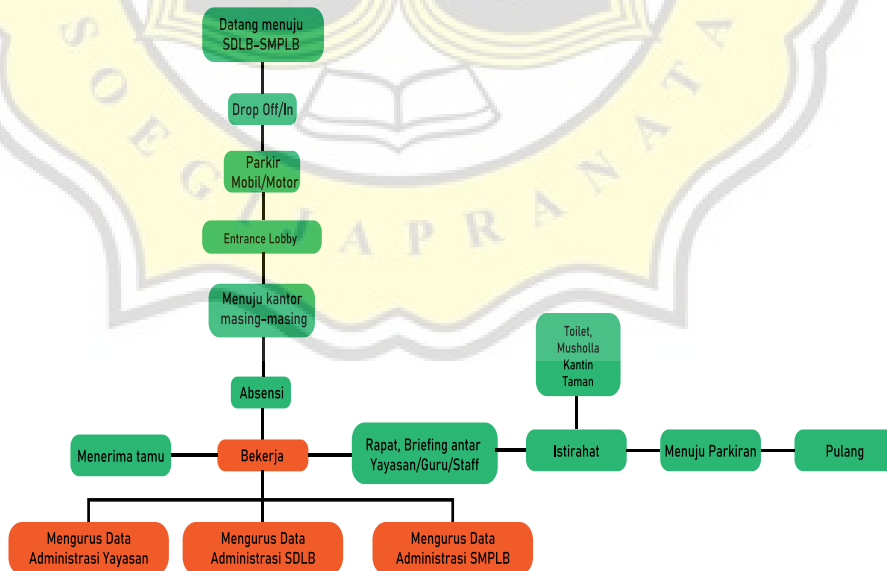 Datang menuju
SDLB-SMPLB
Drop Off/In
Parkir
Mobil/Motor
Entrance Lobby
Menuju kantor
masing-masing
Absensi
Menerima tamu
Bekerja
Rapat, Briefing antar
Yayasan/Guru/Staff
Toilet,
Musholla
Kantin
Taman
Istirahat
Menuju Parkiran
Pulang
Mengurus Data
Administrasi Yayasan
Mengurus Data
Administrasi SDLB
Mengurus Data
Administrasi SMPLB
SOEGIJAPRANATA